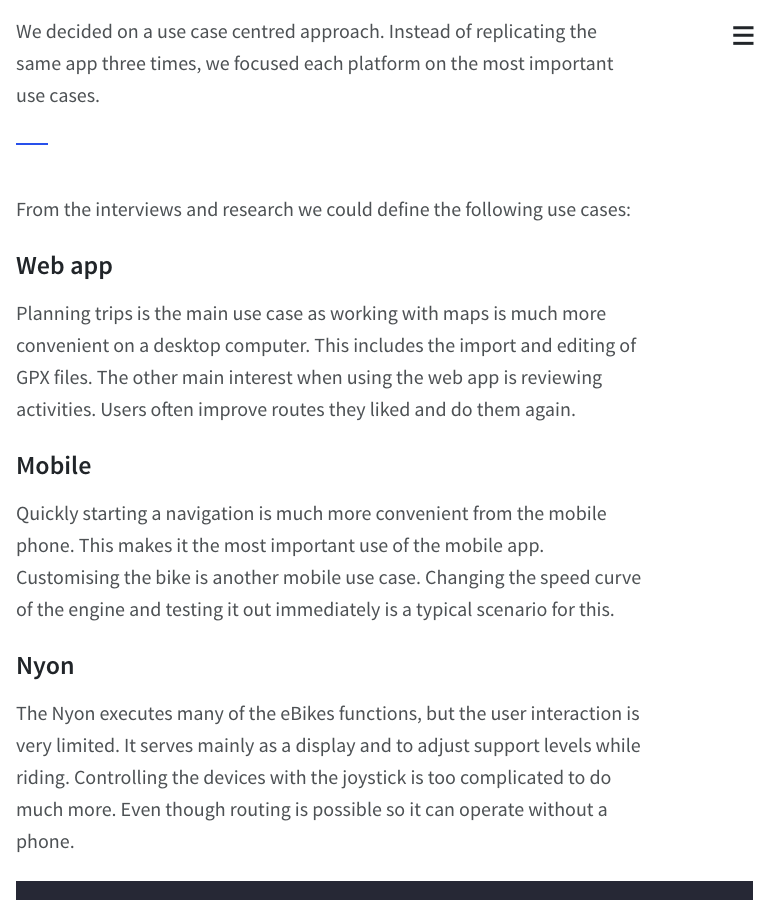 We decided on a use case centred approach. Instead of replicating the
same app three times, we focused each platform on the most important
use cases.
From the interviews and research we could define the following use cases:
Web app
Planning trips is the main use case as working with maps is much more
convenient on a desktop computer. This includes the import and editing of
GPX files. The other main interest when using the web app is reviewing
activities. Users often improve routes they liked and do them again.
Mobile
Quickly starting a navigation is much more convenient from the mobile
phone. This makes it the most important use of the mobile app.
Customising the bike is another mobile use case. Changing the speed curve
of the engine and testing it out immediately is a typical scenario for this.
Nyon
The Nyon executes many of the eBikes functions, but the user interaction is
very limited. It serves mainly as a display and to adjust support levels while
riding. Controlling the devices with the joystick is too complicated to do
much more. Even though routing is possible so it can operate without a
phone.